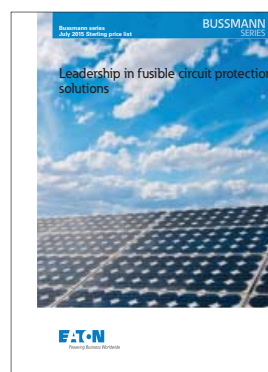 Bussmann series
July 2015 Sterling price list
BUSSMANN
SERIES
Leadership in fusible circuit protection
solutions
EATON
Powering Business Worldwide